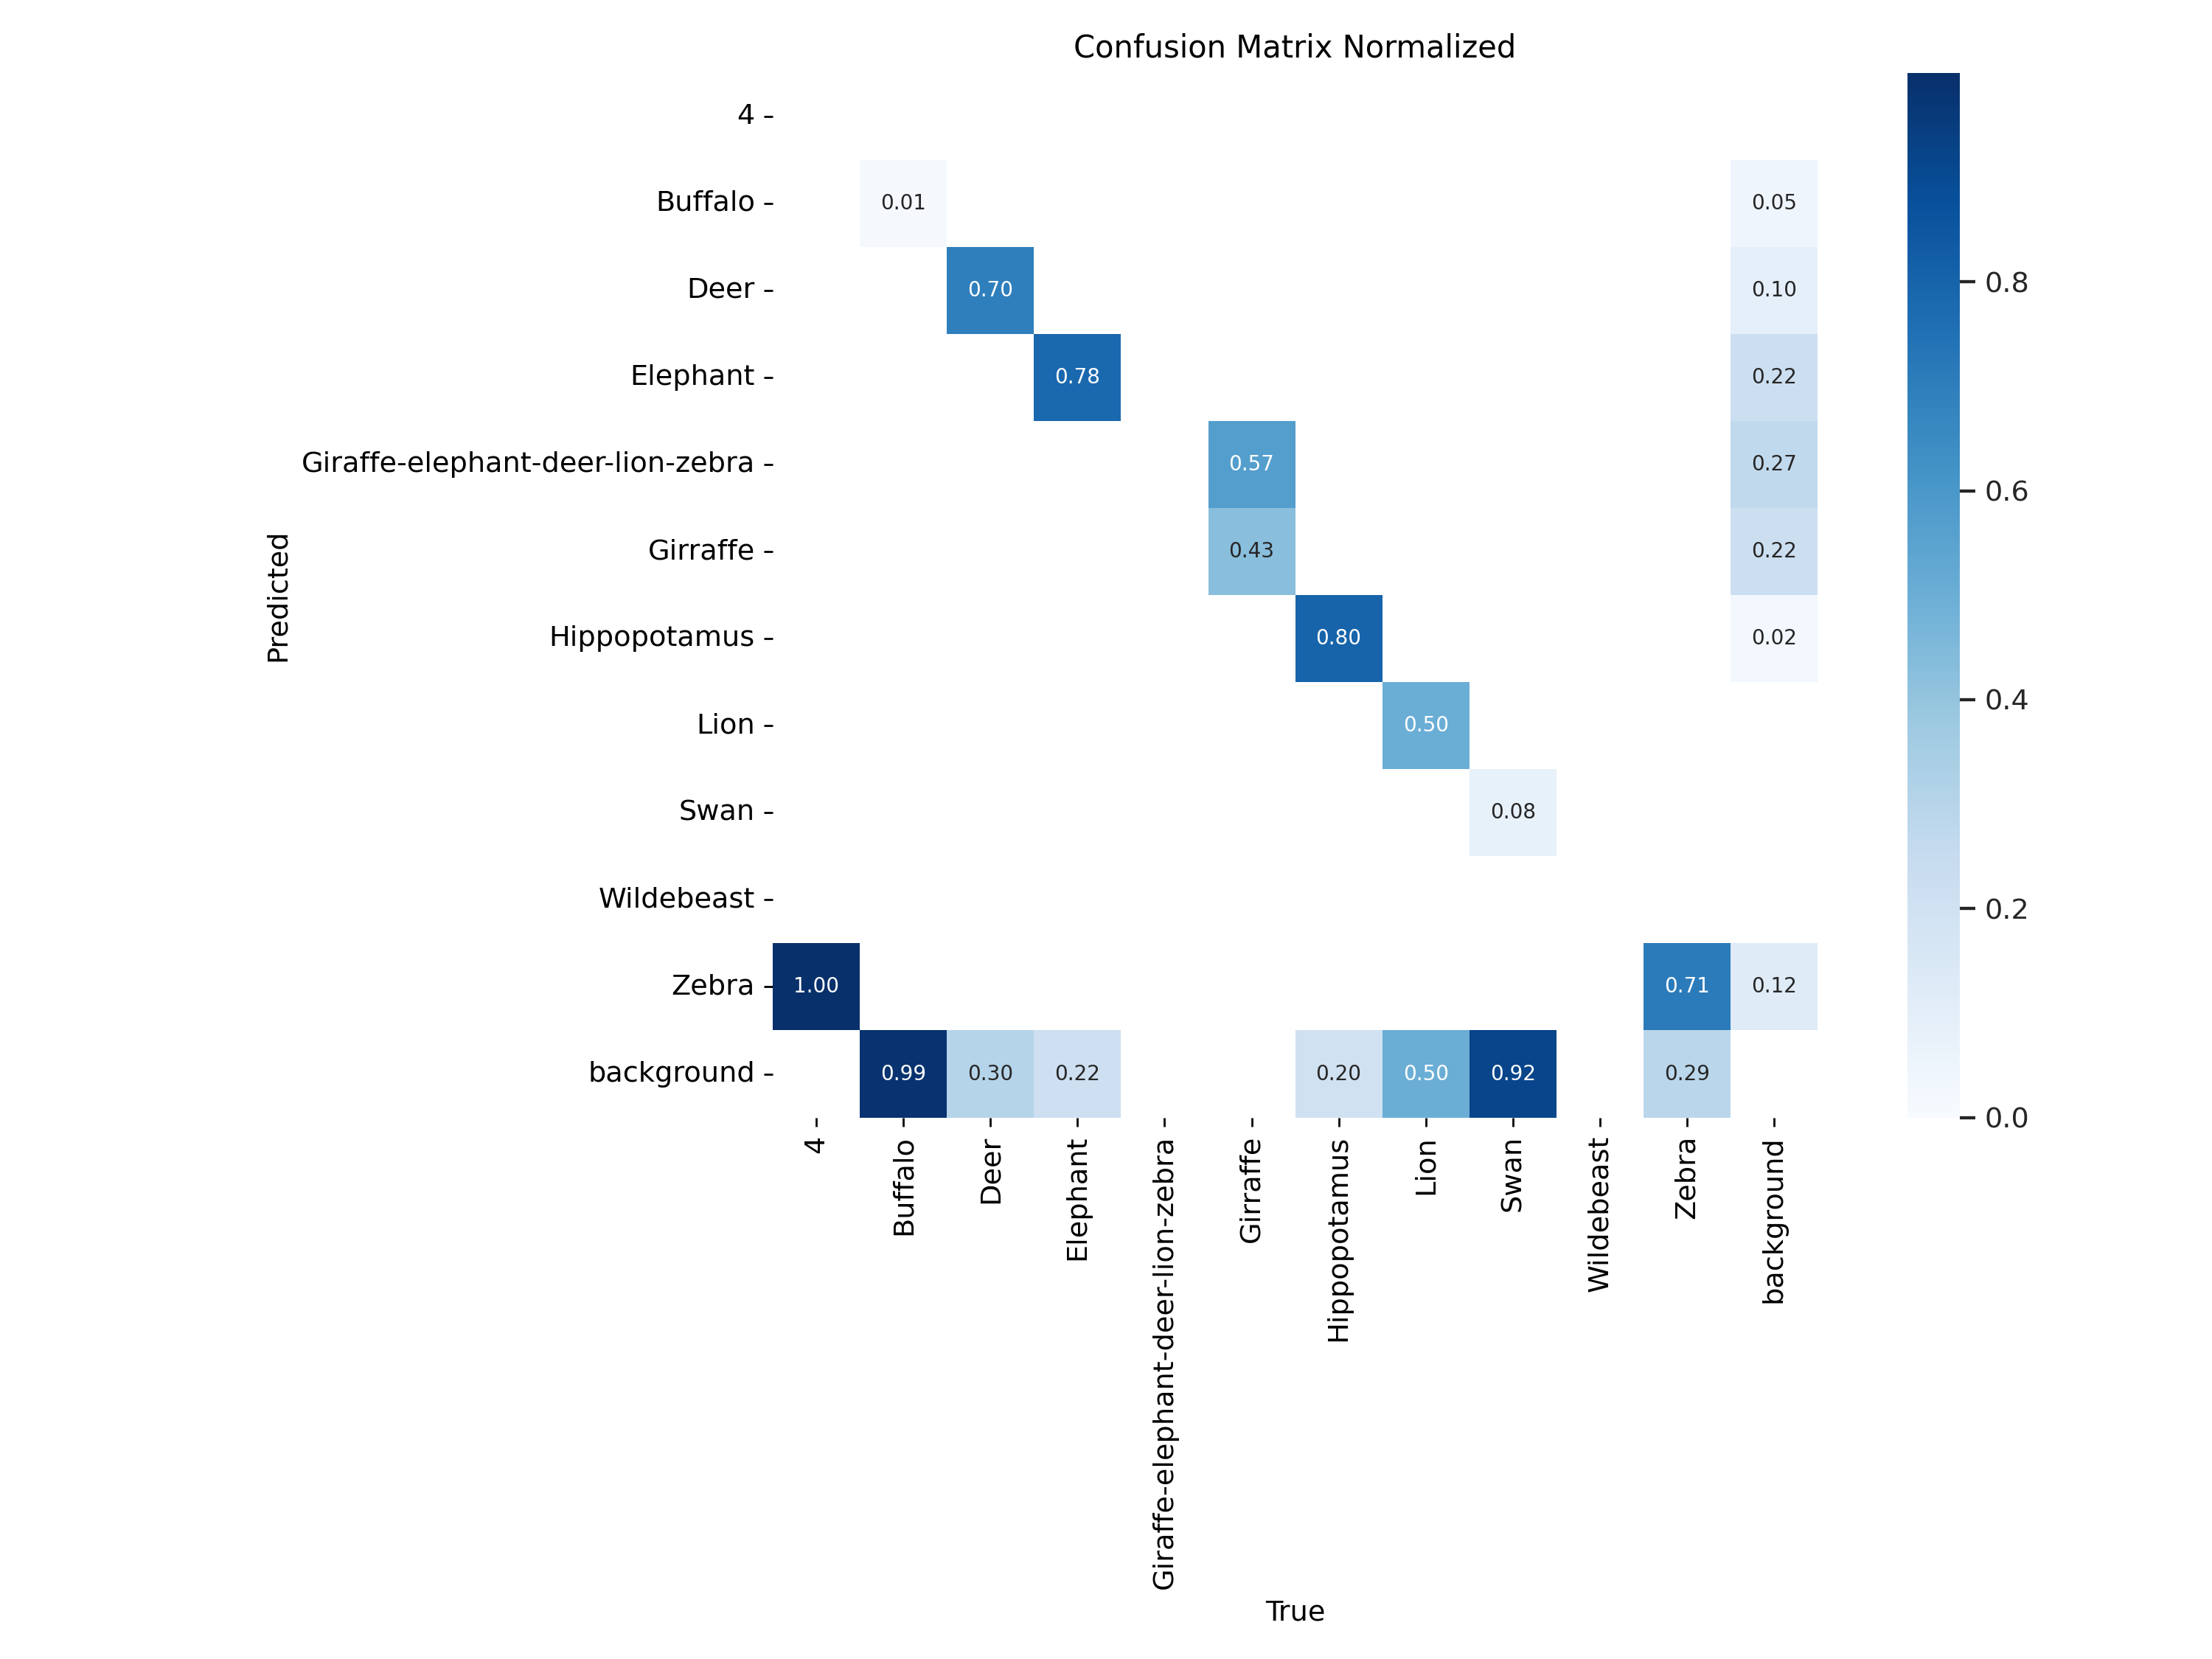 Confusion Matrix Normalized
4
Buffalo 0.01 0.05
Deer 0.70 0.10
Elephant 0.78 0.22
Giraffe-elephant-deer-lion-zebra 0.57 0.27
Girraffe 0.43 0.22
Hippopotamus 0.80 0.02
Lion 0.50
Swan 0.08
Wildebeast
Zebra 1.00 0.71 0.12
background 0.99 0.30 0.22 0.20 0.50 0.92 0.29
Predicted
4
Buffalo
Deer
Elephant
Giraffe-elephant-deer-lion-zebra
Girraffe
Hippopotamus
Lion
Swan
Wildebeast
Zebra
background
True
0.8
0.6
0.4
0.2
0.0